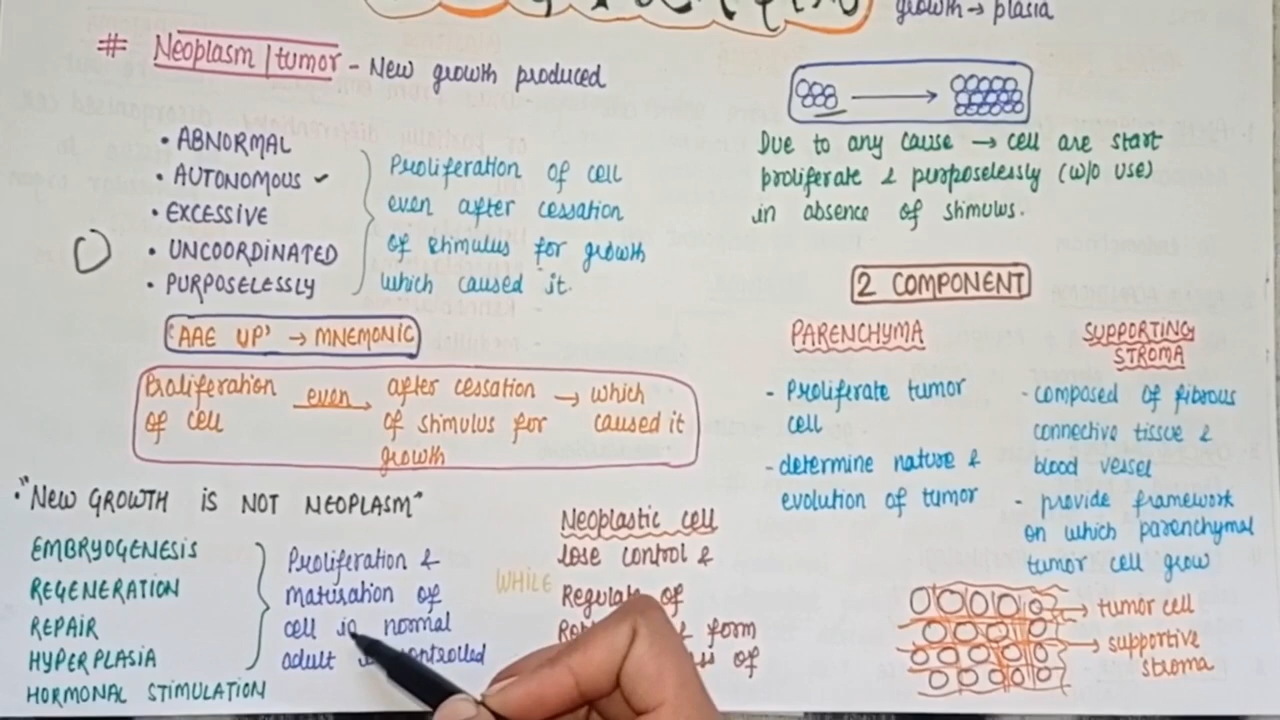 growth → plasia
# Neoplasm | tumor - New growth produced
• ABNORMAL
• AUTONOMOUS
• EXCESSIVE
• UNCOORDINATED
• PURPOSELESSLY
Proliferation of cell
even after cessation
of stimulus for growth
which caused it.
'AAE UP' → MNEMONIC
Proliferation of cell even → after cessation of stimulus for growth → which caused it
Due to any cause → cell are start
proliferate & purposelessly (w/o use)
in absence of stimulus.
2 COMPONENT
PARENCHYMA
- Proliferate tumor
cell
- determine nature &
evolution of tumor
SUPPORTING
STROMA
- composed of fibrous
connective tissue &
blood vessel
- provide framework
on which parenchymal
tumor cell grow
→ tumor cell
→ supportive
stroma
• "NEW GROWTH IS NOT NEOPLASM"
EMBRYOGENESIS
REGENERATION
REPAIR
HYPERPLASIA
HORMONAL STIMULATION
Proliferation &
maturation of
cell in normal
adult controlled
WHILE
Neoplastic cell
lose control &
Regulate of
form
of